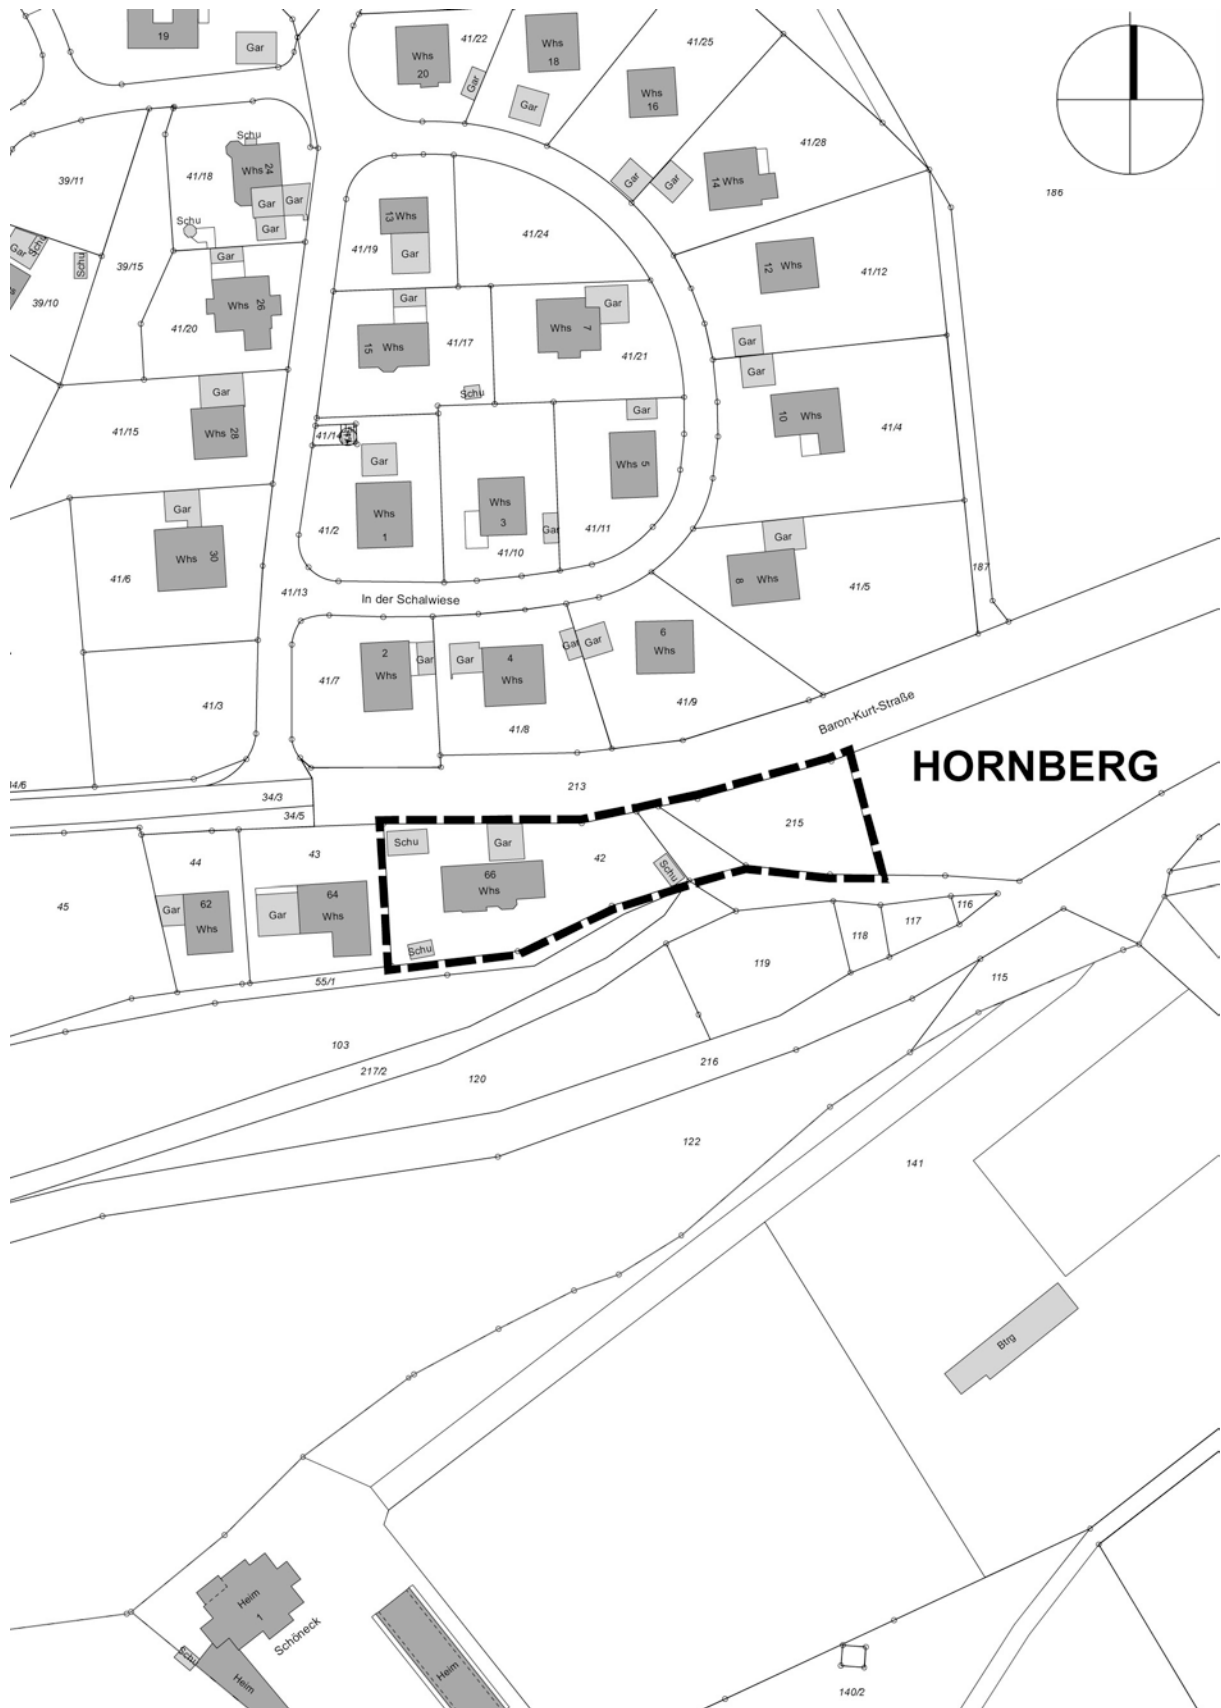 19
Gar
Whs
20
41/22
Gar
Whs
18
Gar
41/25
Whs
16
41/28
Gar
Gar
14
Whs
186
39/11
Schu
41/18
Whs
24
Gar
Gar
Gar
Schu
Gar
Schu
Schu
39/15
39/10
Gar
Whs
26
41/20
13
Whs
41/19
Gar
41/24
12
Whs
41/12
Gar
15
Whs
41/17
Whs
7
Gar
41/21
Schu
Gar
Gar
Gar
41/15
Whs
28
Gar
10
Whs
41/4
41/14
Gar
Whs
5
41/2
Whs
1
Whs
3
Gar
41/10
41/11
Gar
Whs
30
41/6
41/13
In der Schalwiese
Gar
8
Whs
41/5
187
2
Whs
Gar
41/7
Gar
4
Whs
41/8
Gar
Gar
6
Whs
41/9
41/3
Baron-Kurt-Straße
HORNBERG
34/3
34/5
213
215
Schu
Gar
42
Schu
66
Whs
Schu
44
43
45
Gar
62
Whs
Gar
64
Whs
55/1
116
117
118
119
115
103
217/2
120
216
122
141
Btrg
Heim
1
Schöneck
Schu
Heim
Heim
140/2